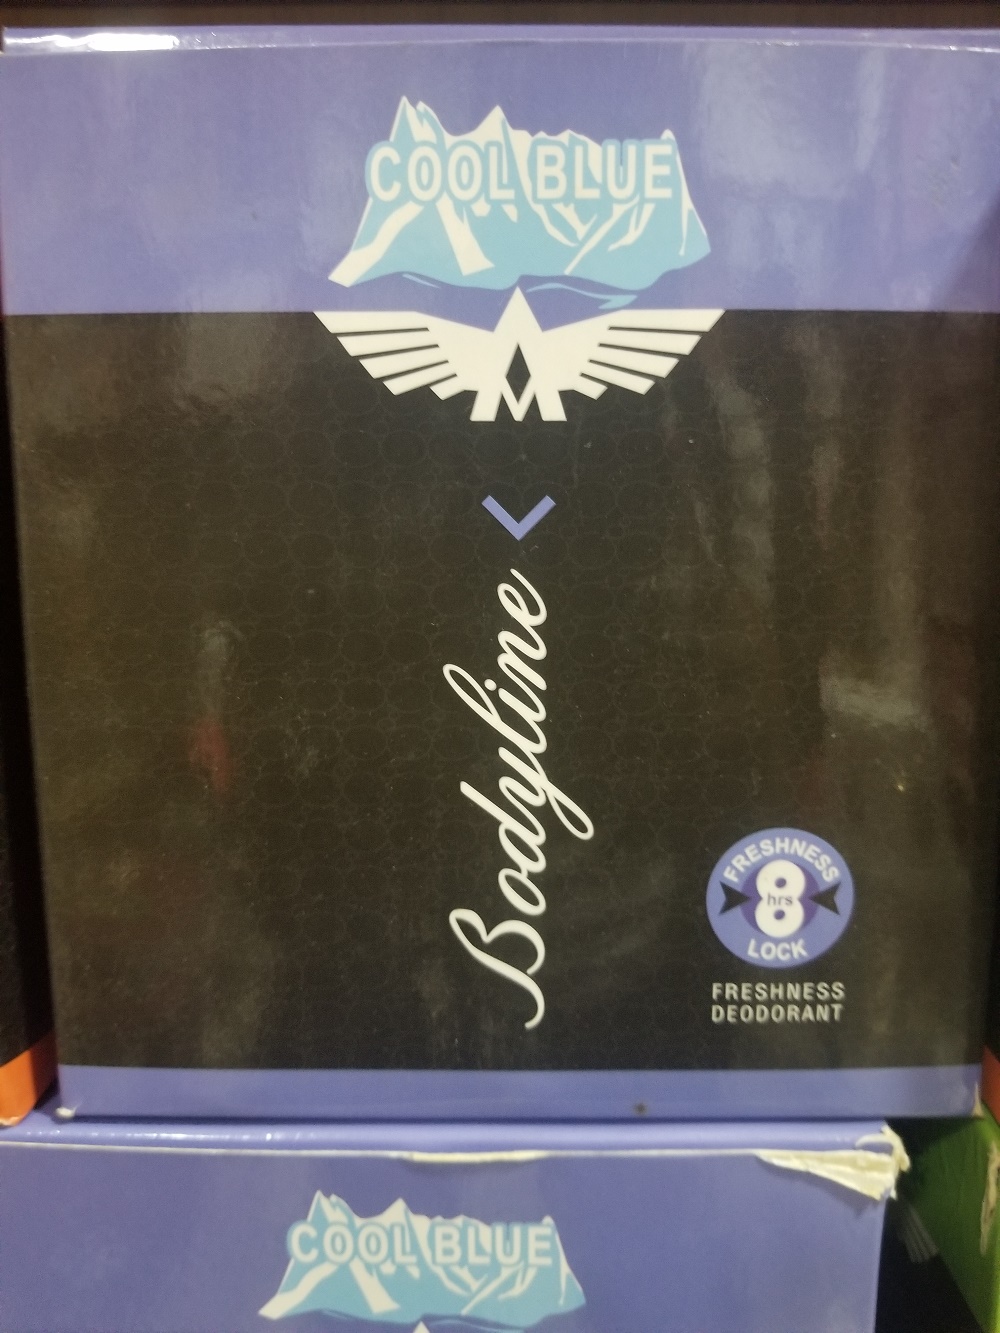 COOL BLUE
Bodyline
FRESHNESS
8
hrs
LOCK
FRESHNESS
DEODORANT
COOL BLUE